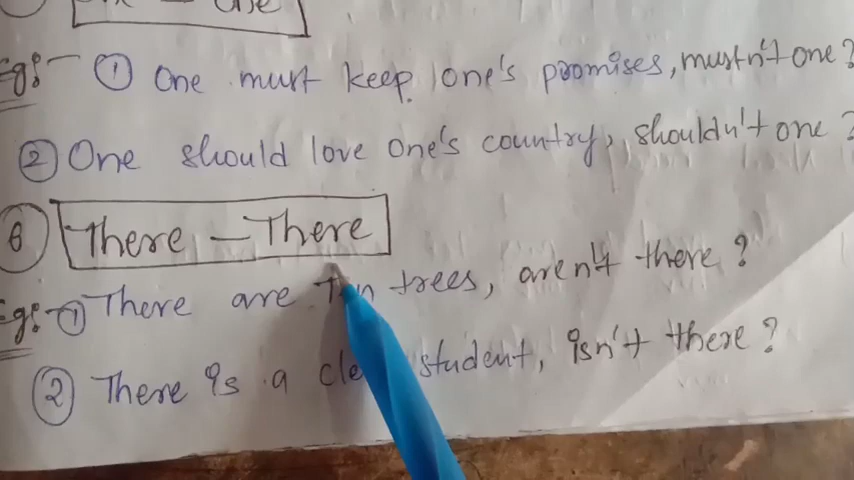 one
Eg:- ① One must keep one's promises, mustn't one?
② One should love one's country, shouldn't one?
⑥ There – There
Eg:- ① There are trees, aren't there?
② There is a student, isn't there?